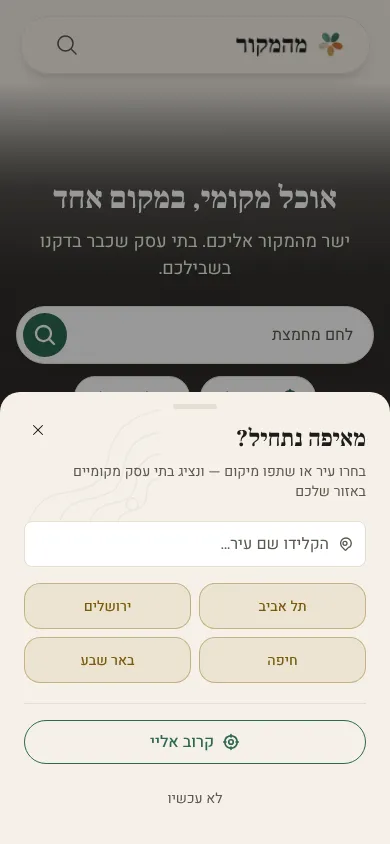 מהמקור
אוכל מקומי, במקום אחד
ישר מהמקור אליכם. בתי עסק שכבר בדקנו
בשבילכם.
לחם מחמצת
מאיפה נתחיל?
בחרו עיר או שתפו מיקום — ונציג בתי עסק מקומיים
באזור שלכם
הקלידו שם עיר...
תל אביב
ירושלים
חיפה
באר שבע
קרוב אליי
לא עכשיו